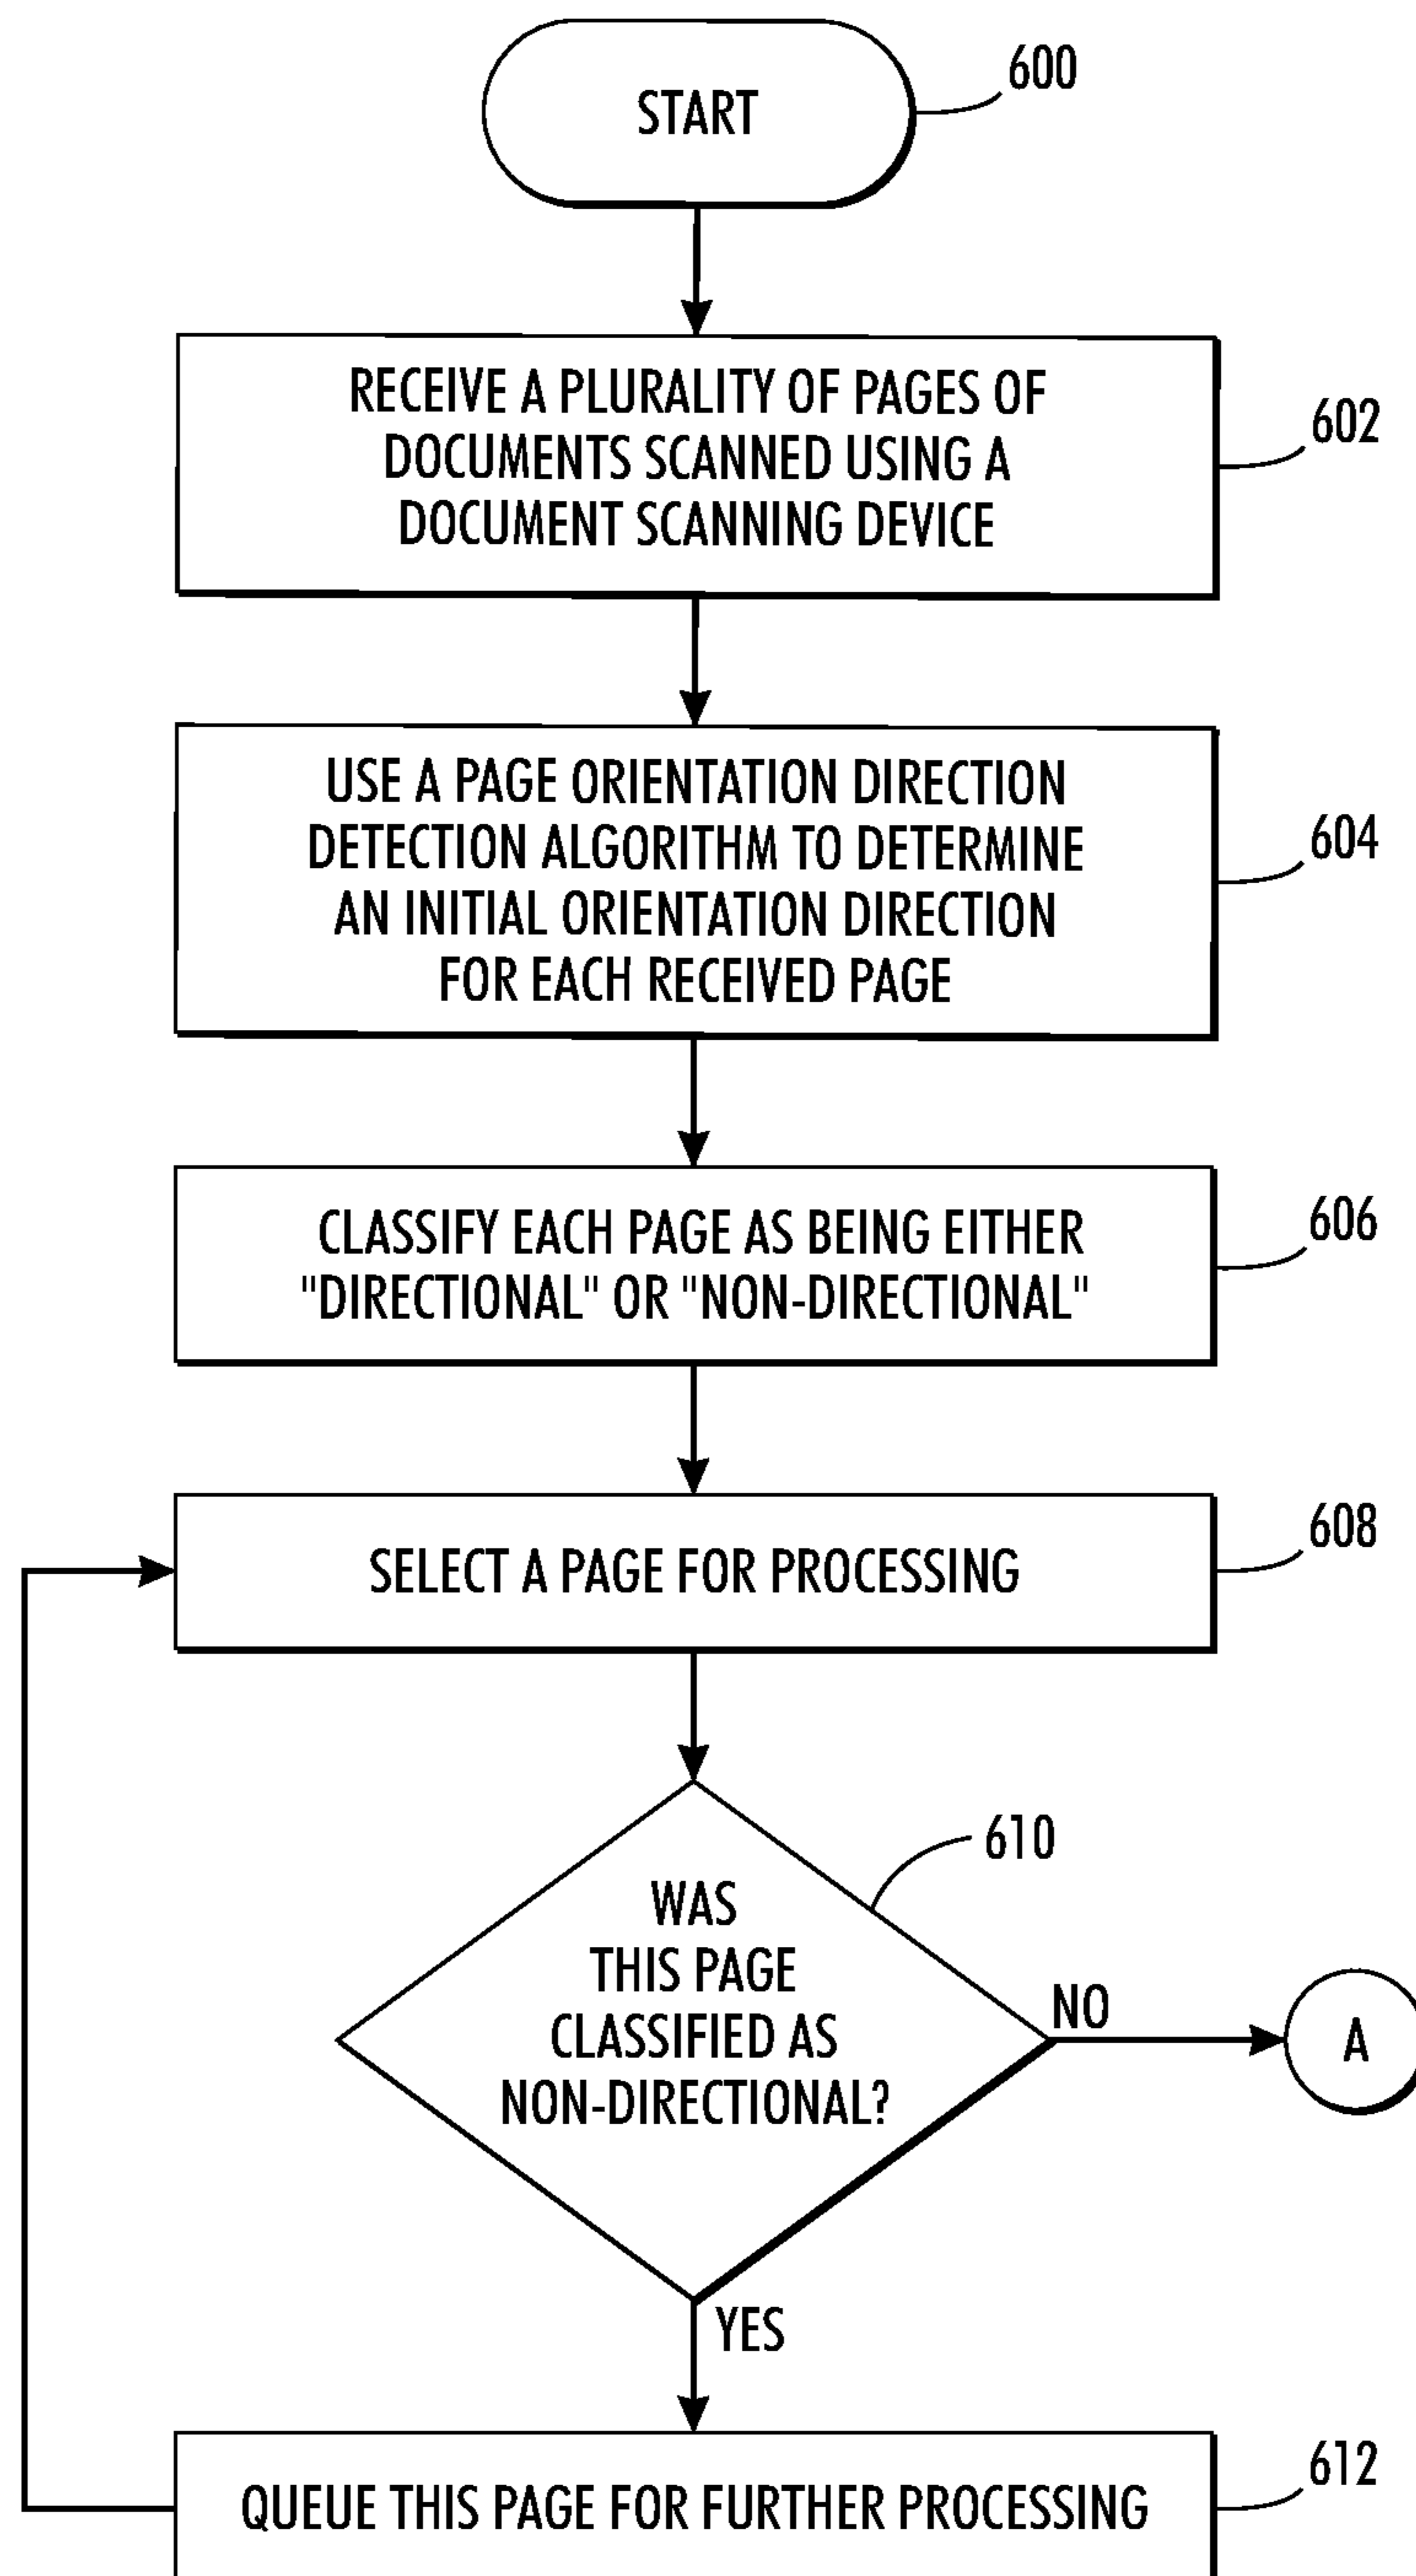 START
600
RECEIVE A PLURALITY OF PAGES OF
DOCUMENTS SCANNED USING A
DOCUMENT SCANNING DEVICE
602
USE A PAGE ORIENTATION DIRECTION
DETECTION ALGORITHM TO DETERMINE
AN INITIAL ORIENTATION DIRECTION
FOR EACH RECEIVED PAGE
604
CLASSIFY EACH PAGE AS BEING EITHER
"DIRECTIONAL" OR "NON-DIRECTIONAL"
606
SELECT A PAGE FOR PROCESSING
608
WAS
THIS PAGE
CLASSIFIED AS
NON-DIRECTIONAL?
610
NO
A
YES
QUEUE THIS PAGE FOR FURTHER PROCESSING
612